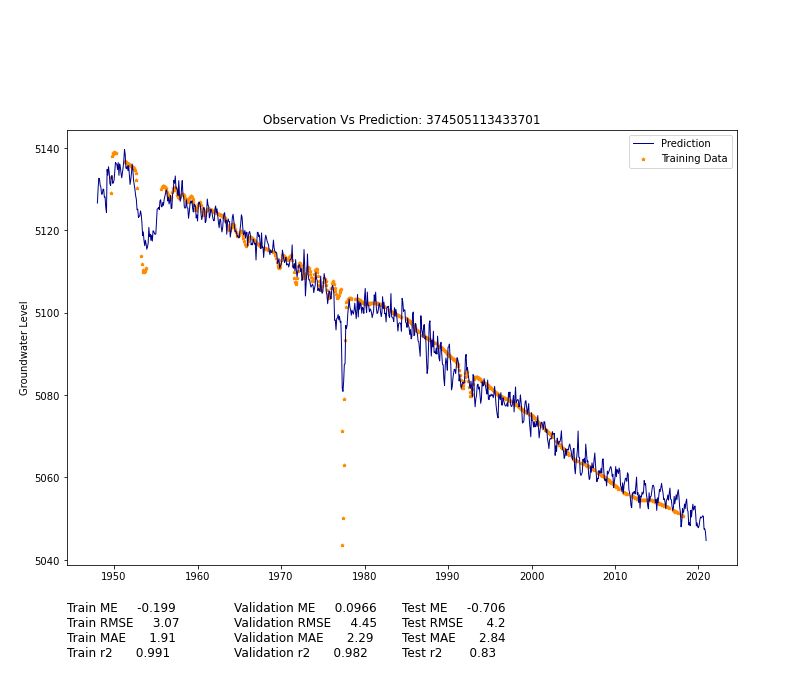 Observation Vs Prediction: 374505113433701
Prediction
Training Data
Groundwater Level
5140
5120
5100
5080
5060
5040
1950 1960 1970 1980 1990 2000 2010 2020
Train ME -0.199 Validation ME 0.0966 Test ME -0.706
Train RMSE 3.07 Validation RMSE 4.45 Test RMSE 4.2
Train MAE 1.91 Validation MAE 2.29 Test MAE 2.84
Train r2 0.991 Validation r2 0.982 Test r2 0.83